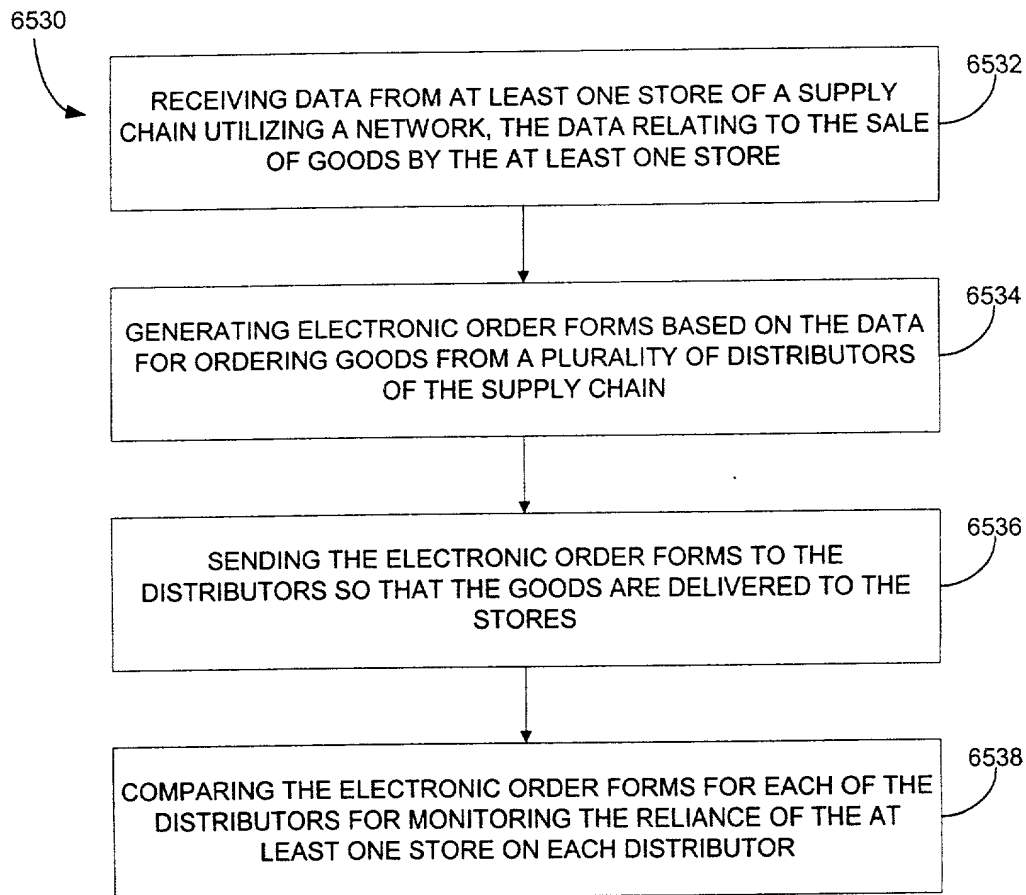 6530
6532
RECEIVING DATA FROM AT LEAST ONE STORE OF A SUPPLY
CHAIN UTILIZING A NETWORK, THE DATA RELATING TO THE SALE
OF GOODS BY THE AT LEAST ONE STORE
6534
GENERATING ELECTRONIC ORDER FORMS BASED ON THE DATA
FOR ORDERING GOODS FROM A PLURALITY OF DISTRIBUTORS
OF THE SUPPLY CHAIN
6536
SENDING THE ELECTRONIC ORDER FORMS TO THE
DISTRIBUTORS SO THAT THE GOODS ARE DELIVERED TO THE
STORES
6538
COMPARING THE ELECTRONIC ORDER FORMS FOR EACH OF THE
DISTRIBUTORS FOR MONITORING THE RELIANCE OF THE AT
LEAST ONE STORE ON EACH DISTRIBUTOR